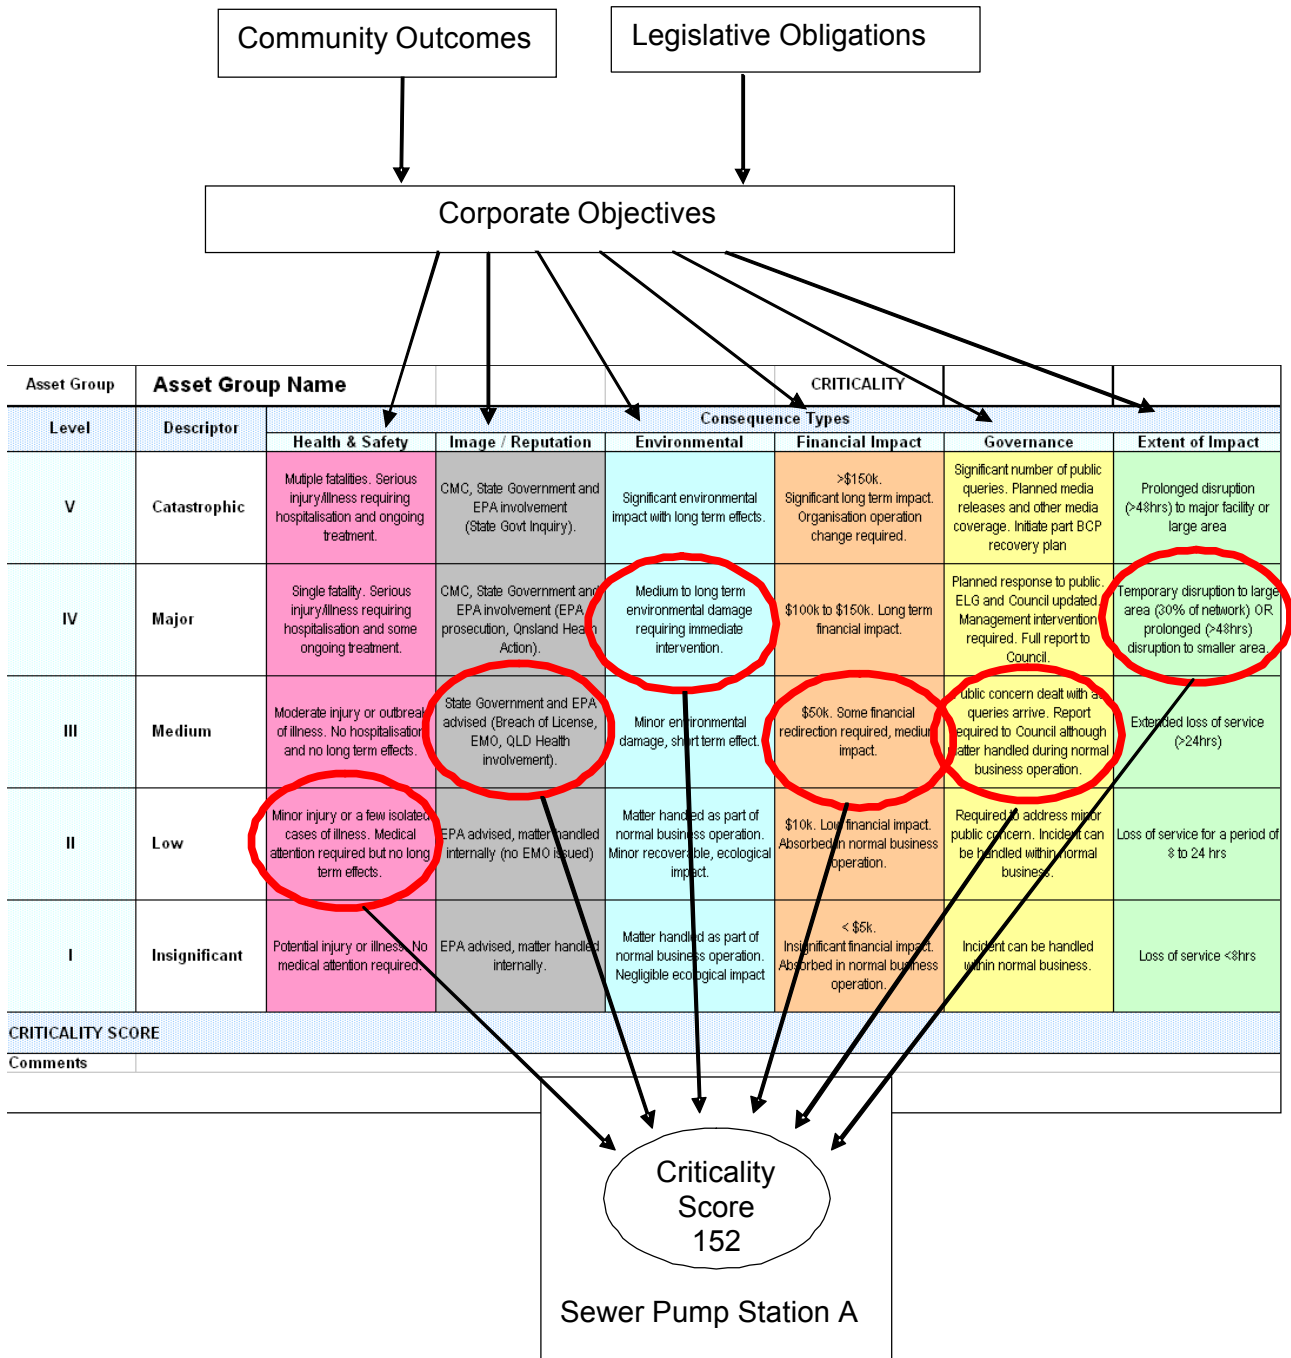 Community Outcomes
Legislative Obligations
Corporate Objectives
Asset Group
Asset Group Name
CRITICALITY
Level
Descriptor
Consequence Types
Health & Safety
Image / Reputation
Environmental
Financial Impact
Governance
Extent of Impact
V
Catastrophic
Mutiple fatalities. Serious
injury/illness requiring
hospitalisation and ongoing
treatment.
CMC, State Government and
EPA involvement
(State Govt Inquiry).
Significant environmental
impact with long term effects.
>$150k.
Significant long term impact.
Organisation operation
change required.
Significant number of public
queries. Planned media
releases and other media
coverage. Initiate part BCP
recovery plan
Prolonged disruption
(>48hrs) to major facility or
large area
IV
Major
Single fatality. Serious
injury/illness requiring
hospitalisation and some
ongoing treatment.
CMC, State Government and
EPA involvement (EPA
prosecution, Qnsland Health
Action).
Medium to long term
environmental damage
requiring immediate
intervention.
$100k to $150k. Long term
financial impact.
Planned response to public.
ELG and Council updated.
Management intervention
required. Full report to
Council.
Temporary disruption to large
area (30% of network) OR
prolonged (>48hrs)
disruption to smaller area.
III
Medium
Moderate injury or outbreak
of illness. No hospitalisation
and no long term effects.
State Government and EPA
advised (Breach of License,
EMO, QLD Health
involvement).
Minor environmental
damage, short term effect.
$50k. Some financial
redirection required, medium
impact.
Public concern dealt with as
queries arrive. Report
required to Council although
matter handled during normal
business operation.
Extended loss of service
(>24hrs)
II
Low
Minor injury or a few isolated
cases of illness. Medical
attention required but no long
term effects.
EPA advised, matter handled
internally (no EMO issued)
Matter handled as part of
normal business operation.
Minor recoverable, ecological
impact.
$10k. Low financial impact.
Absorbed in normal business
operation.
Required to address minor
public concern. Incident can
be handled within normal
business.
Loss of service for a period of
8 to 24 hrs
I
Insignificant
Potential injury or illness. No
medical attention required.
EPA advised, matter handled
internally.
Matter handled as part of
normal business operation.
Negligible ecological impact
< $5k.
Insignificant financial impact.
Absorbed in normal business
operation.
Incident can be handled
within normal business.
Loss of service <8hrs
CRITICALITY SCORE
Comments
Criticality
Score
152
Sewer Pump Station A